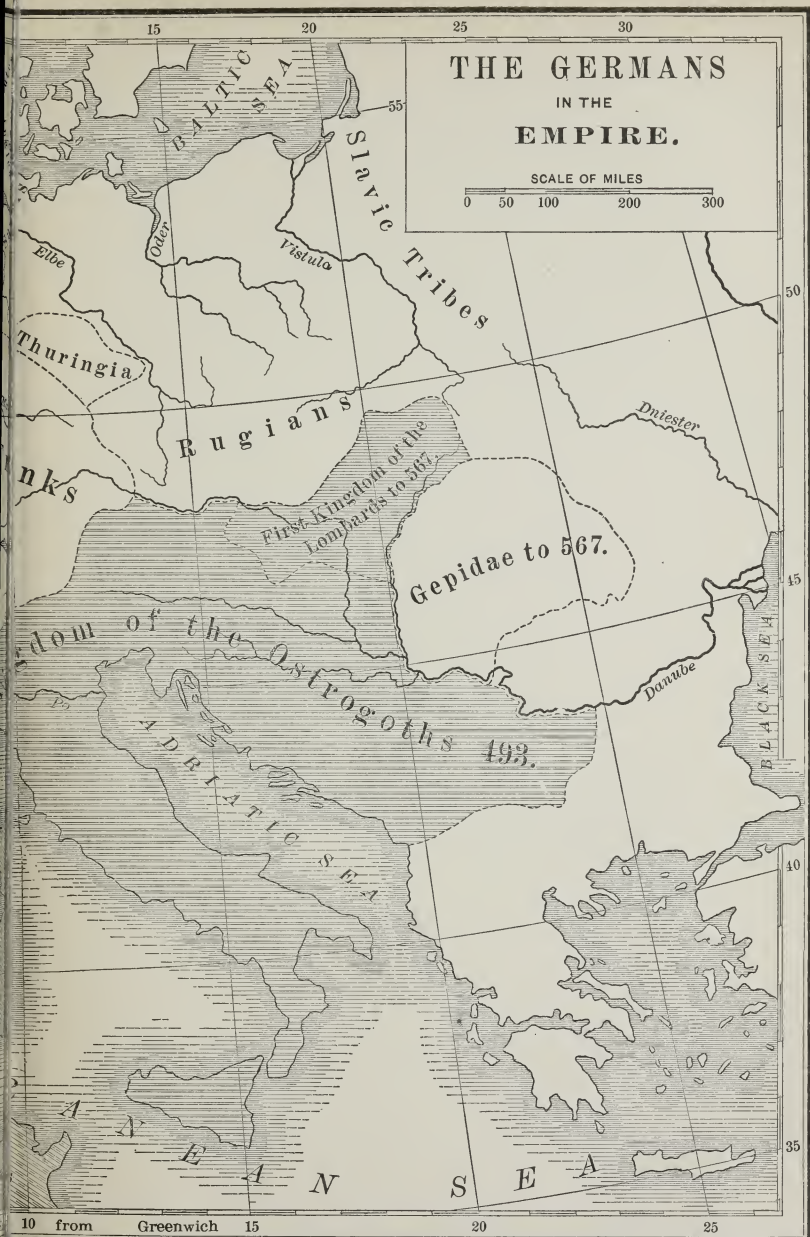 15 20 25 30
THE GERMANS
IN THE
EMPIRE.
SCALE OF MILES
0 50 100 200 300
BALTIC
SEA
55
Slavic Tribes
Oder
Elbe
Vistula
50
Thuringia
Rugians
Dniester
nks
First Kingdom of the
Lombards to 567.
Gepidae to 567.
45
dom of the Ostrogoths 493.
Po
Danube
BLACK SEA
ADRIATIC SEA
40
35
ANEAN SEA
10 from Greenwich 15 20 25